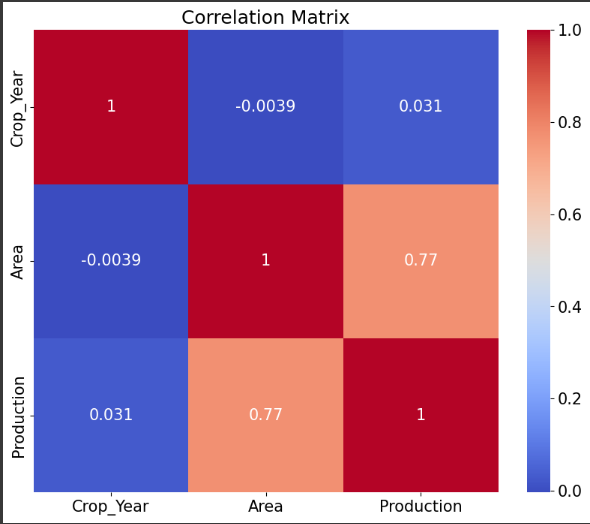 Correlation Matrix
Crop_Year 1 -0.0039 0.031
Area -0.0039 1 0.77
Production 0.031 0.77 1
Crop_Year Area Production
1.0
0.8
0.6
0.4
0.2
0.0